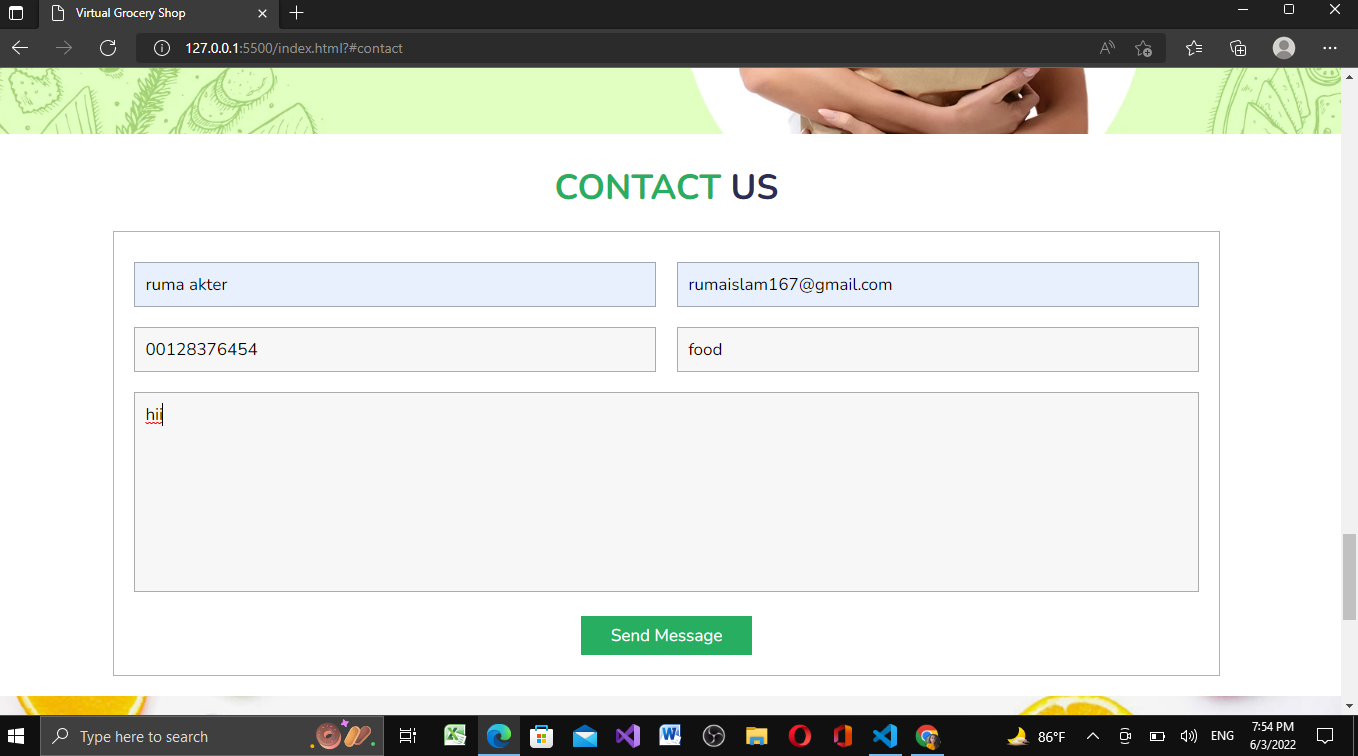 Virtual Grocery Shop
127.0.0.1:5500/index.html?#contact
CONTACT US
ruma akter
rumaislam167@gmail.com
00128376454
food
hii
Send Message
Type here to search
86°F
ENG
7:54 PM
6/3/2022